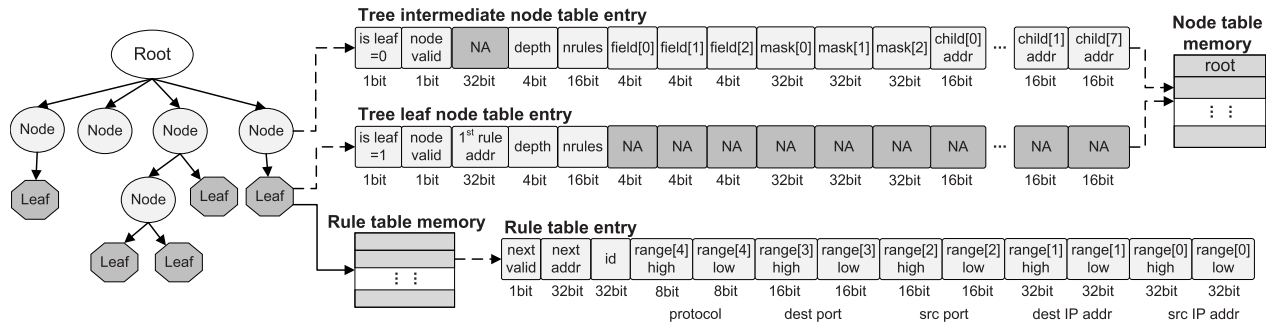 Root
Node
Node
Node
Node
Leaf
Node
Leaf
Leaf
Leaf
Leaf
Tree intermediate node table entry
is leaf =0 node valid NA depth nrules field[0] field[1] field[2] mask[0] mask[1] mask[2] child[0] addr ... child[1] addr child[7] addr
1bit 1bit 32bit 4bit 16bit 4bit 4bit 4bit 32bit 32bit 32bit 16bit 16bit 16bit
Tree leaf node table entry
is leaf =1 node valid 1st rule addr depth nrules NA NA NA NA NA NA NA ... NA NA
1bit 1bit 32bit 4bit 16bit 4bit 4bit 4bit 32bit 32bit 32bit 16bit 16bit 16bit
Node table
memory
root
Rule table memory
Rule table entry
next valid next addr id range[4] high range[4] low range[3] high range[3] low range[2] high range[2] low range[1] high range[1] low range[0] high range[0] low
1bit 32bit 32bit 8bit 8bit 16bit 16bit 16bit 16bit 32bit 32bit 32bit 32bit
protocol dest port src port dest IP addr src IP addr